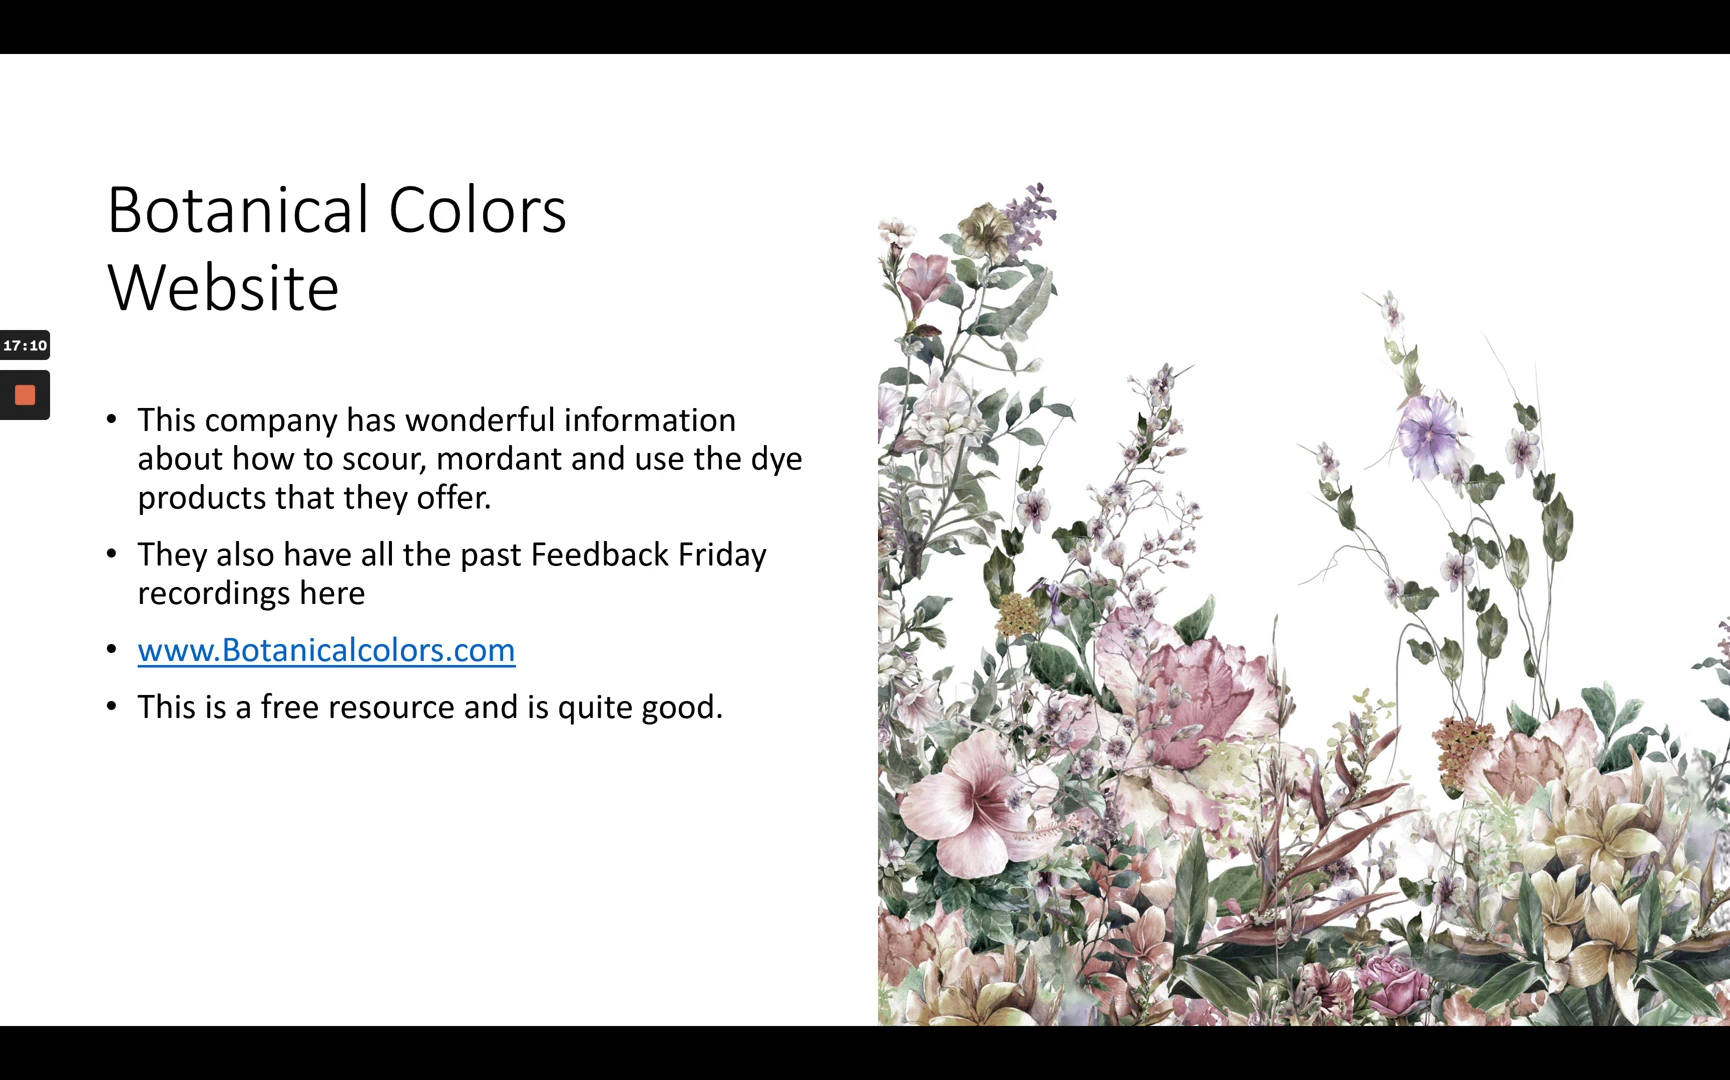 Botanical Colors
Website
17:10
• This company has wonderful information
about how to scour, mordant and use the dye
products that they offer.
• They also have all the past Feedback Friday
recordings here
• www.Botanicalcolors.com
• This is a free resource and is quite good.